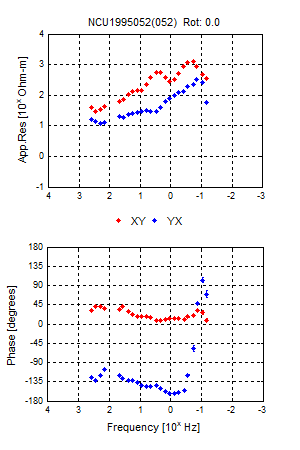 NCU1995052(052) Rot: 0.0
App.Res [10ˣ Ohm-m]
4
3
2
1
0
-1
4 3 2 1 0 -1 -2 -3
XY YX
Phase [degrees]
180
135
90
45
0
-45
-90
-135
-180
4 3 2 1 0 -1 -2 -3
Frequency [10ˣ Hz]